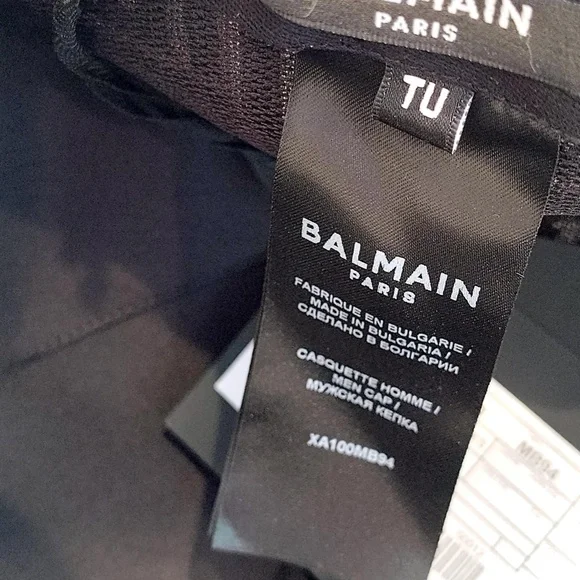 BALMAIN
PARIS
TU
BALMAIN
PARIS
FABRIQUE EN BULGARIE /
MADE IN BULGARIA /
СДЕЛАНО В БОЛГАРИИ
CASQUETTE HOMME /
MEN CAP /
МУЖСКАЯ КЕПКА
XA100MB94
MB94